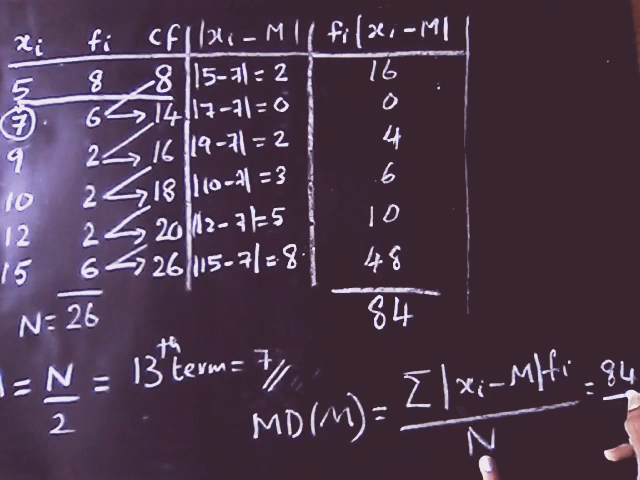 xi fi cf |xi - M| fi|xi - M|
5 8 8 |5-7| = 2 16
7 6 14 |7-7| = 0 0
9 2 16 |9-7| = 2 4
10 2 18 |10-7| = 3 6
12 2 20 |12-7| = 5 10
15 6 26 |15-7| = 8 48
N = 26 84
= N/2 = 13th term = 7//
MD(M) = Σ|xi - M|fi / N = 84